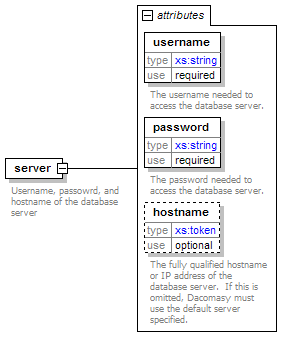 attributes
username
type xs:string
use required
The username needed to
access the database server.
password
type xs:string
use required
The password needed to
access the database server.
server
Username, passowrd, and
hostname of the database
server
hostname
type xs:token
use optional
The fully qualified hostname
or IP address of the
database server. If this is
omitted, Dacomasy must
use the default server
specified.